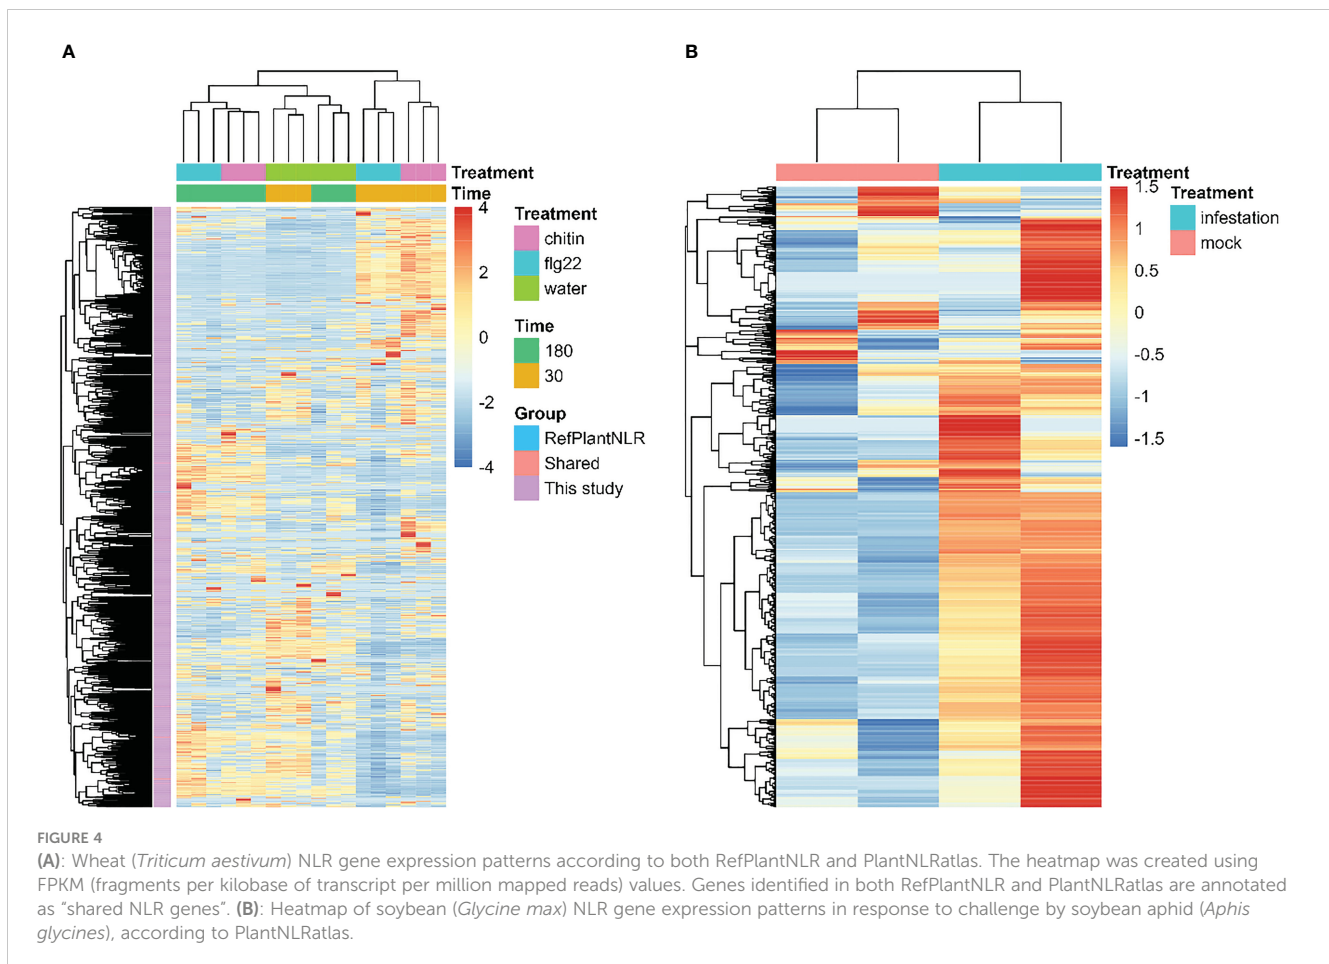 A
B
Treatment
Time
4
2
0
-2
-4
Treatment
chitin
flg22
water
Time
180
30
Group
RefPlantNLR
Shared
This study
Treatment
1.5
1
0.5
0
-0.5
-1
-1.5
Treatment
infestation
mock
FIGURE 4
(A): Wheat (Triticum aestivum) NLR gene expression patterns according to both RefPlantNLR and PlantNLRatlas. The heatmap was created using
FPKM (fragments per kilobase of transcript per million mapped reads) values. Genes identified in both RefPlantNLR and PlantNLRatlas are annotated
as “shared NLR genes”. (B): Heatmap of soybean (Glycine max) NLR gene expression patterns in response to challenge by soybean aphid (Aphis
glycines), according to PlantNLRatlas.